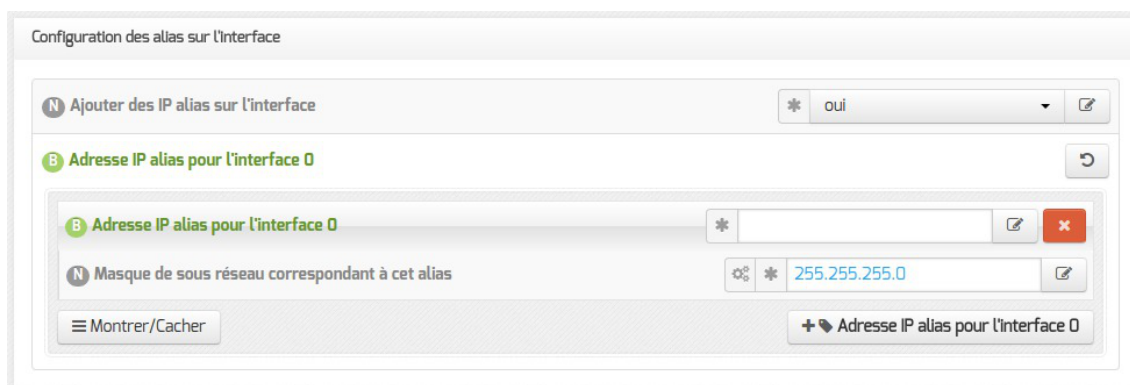 Configuration des alias sur l'interface
N Ajouter des IP alias sur l'interface
* oui
B Adresse IP alias pour l'interface 0
B Adresse IP alias pour l'interface 0
*
N Masque de sous réseau correspondant à cet alias
* 255.255.255.0
Montrer/Cacher
+ Adresse IP alias pour l'interface 0